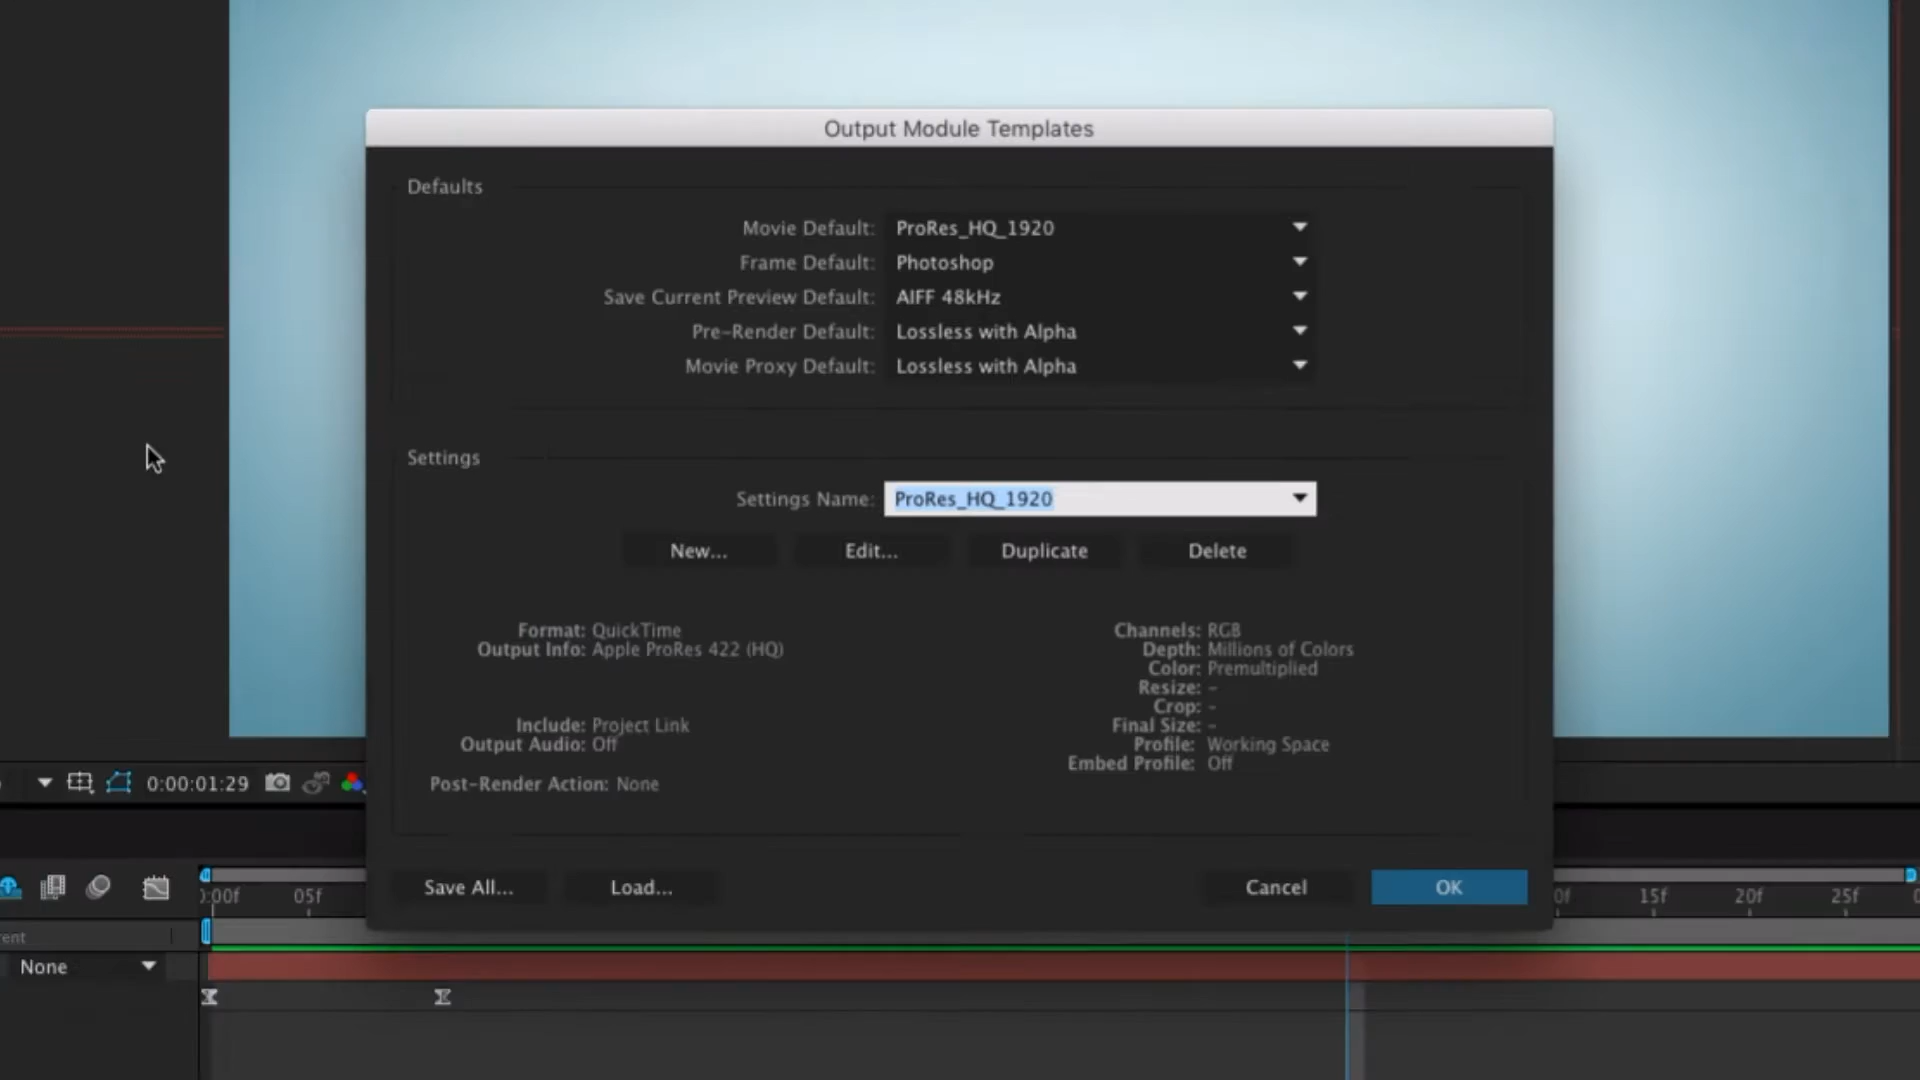 Output Module Templates
Defaults
Movie Default: ProRes_HQ_1920
Frame Default: Photoshop
Save Current Preview Default: AIFF 48kHz
Pre-Render Default: Lossless with Alpha
Movie Proxy Default: Lossless with Alpha
Settings
Settings Name: ProRes_HQ_1920
New... Edit... Duplicate Delete
Format: QuickTime
Output Info: Apple ProRes 422 (HQ)
Include: Project Link
Output Audio: Off
Post-Render Action: None
Channels: RGB
Depth: Millions of Colors
Color: Premultiplied
Resize: -
Crop: -
Final Size: -
Profile: Working Space
Embed Profile: Off
0:00:01:29
Save All... Load... Cancel OK
05f 15f 20f 25f
None